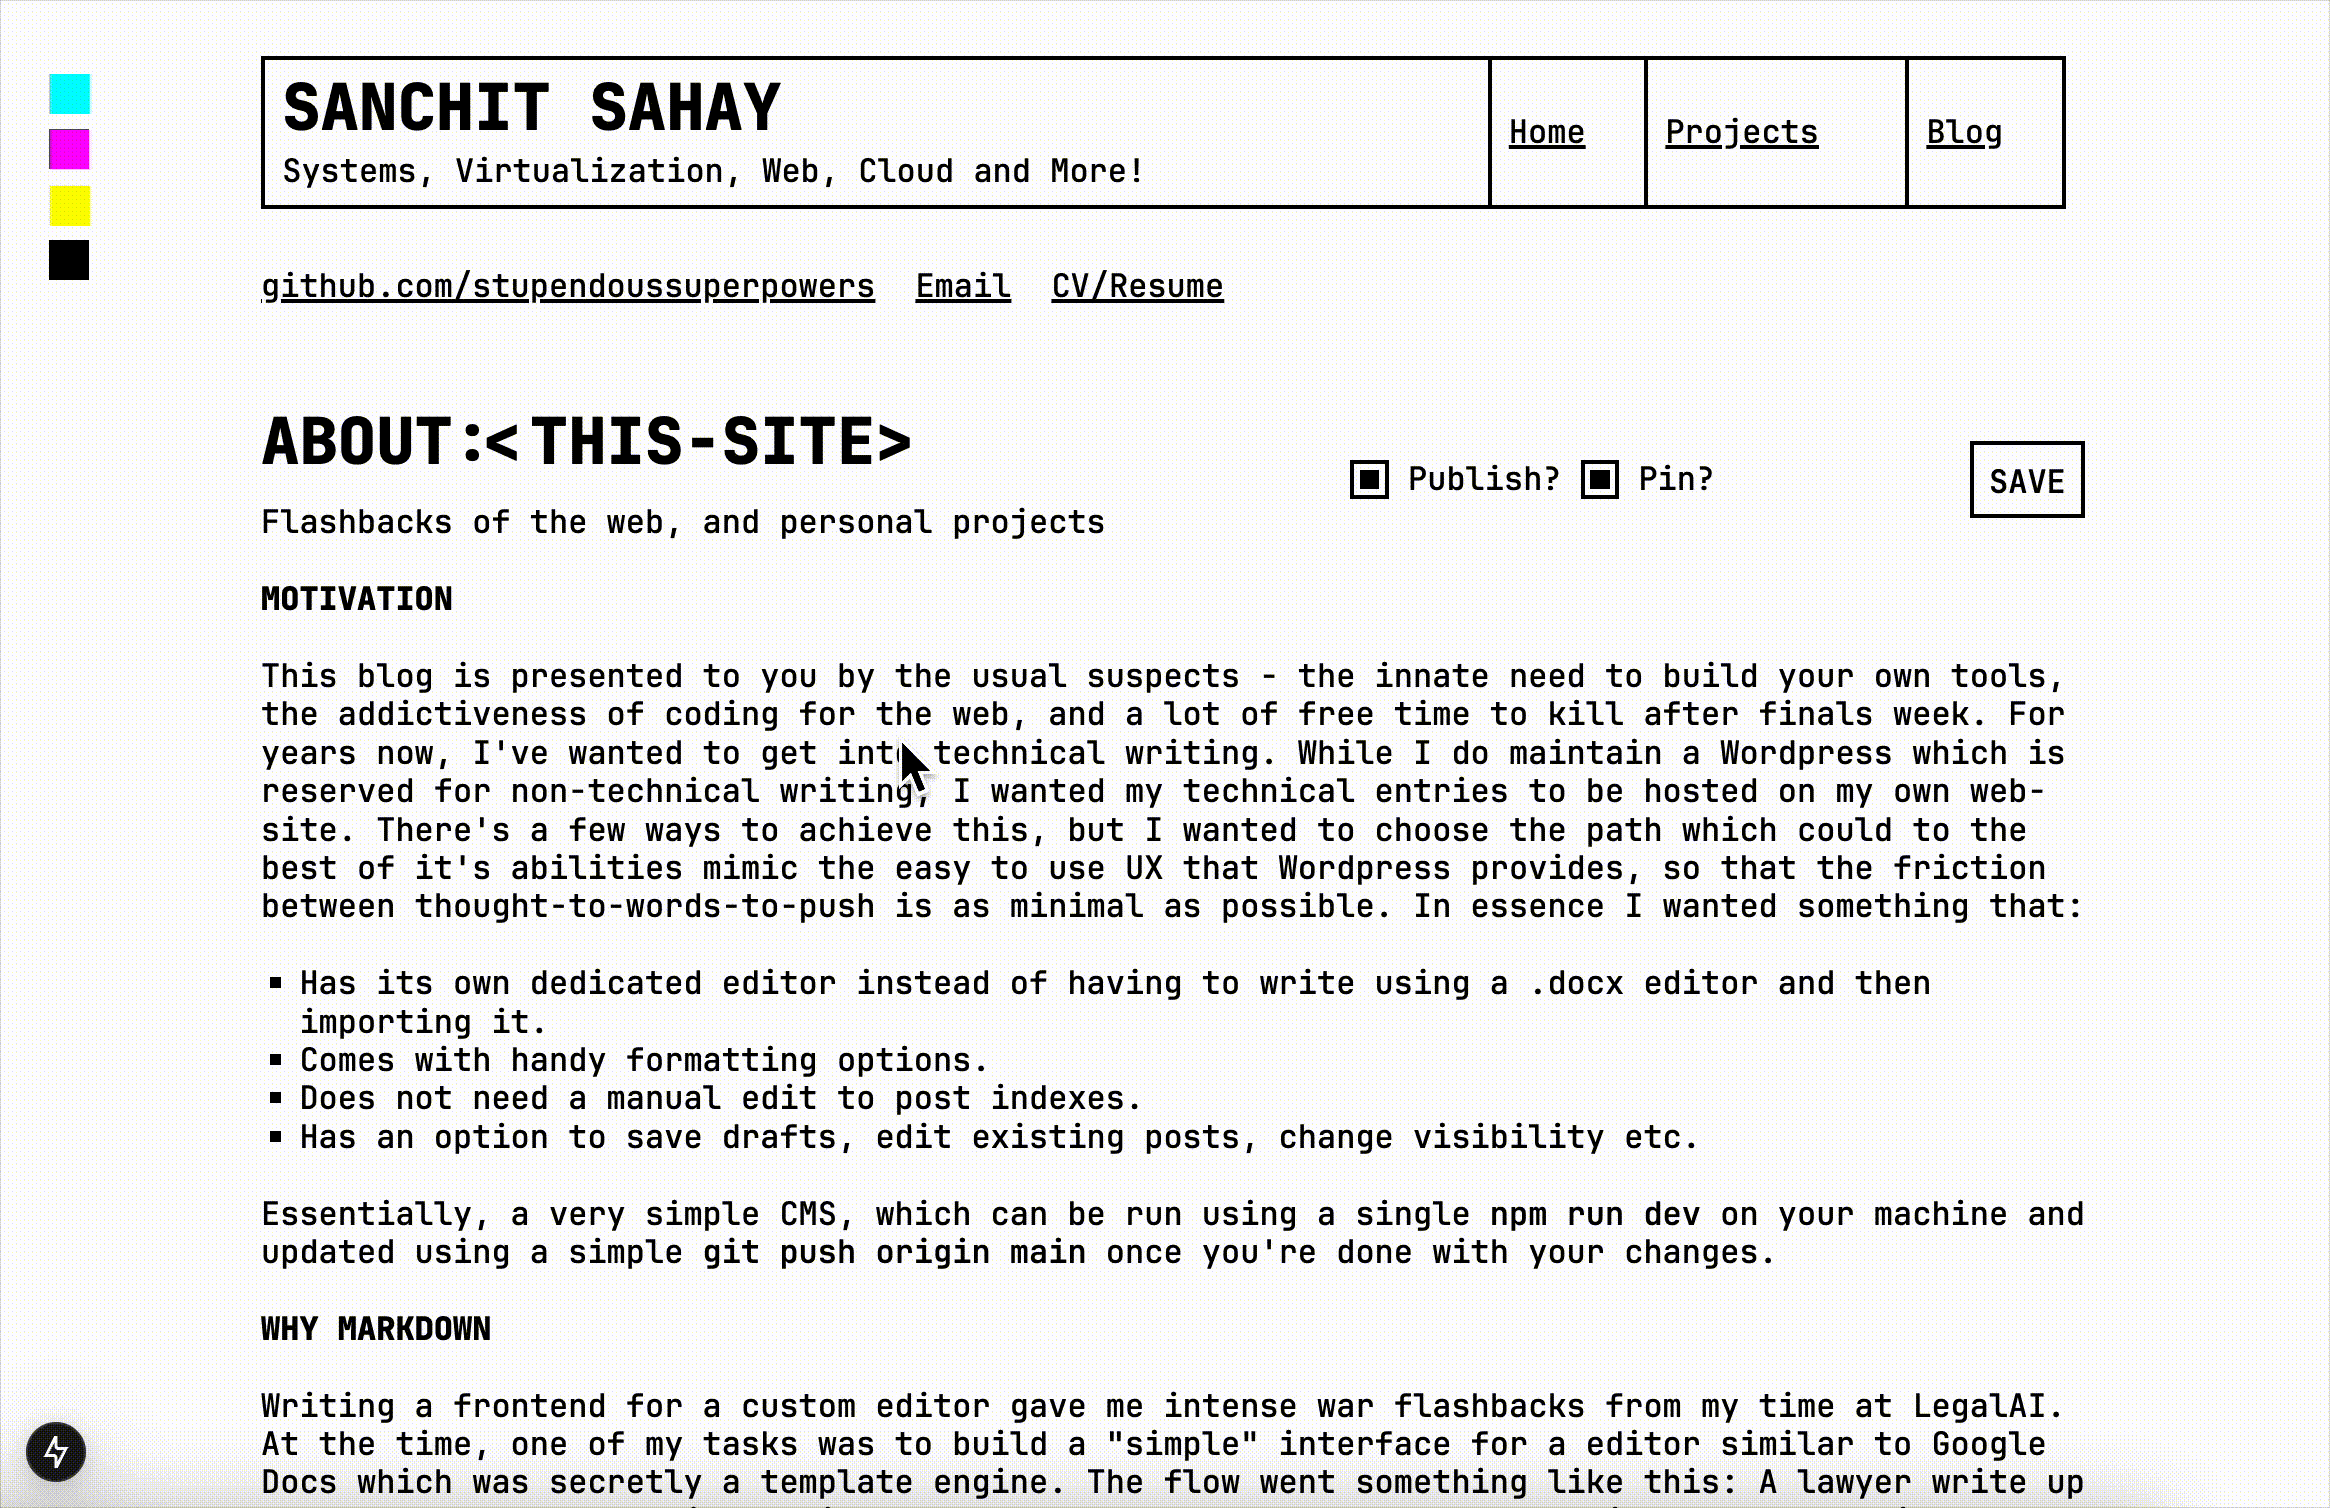 SANCHIT SAHAY
Systems, Virtualization, Web, Cloud and More!
Home
Projects
Blog
github.com/stupendoussuperpowers Email CV/Resume
ABOUT:<THIS-SITE>
Publish? Pin?
SAVE
Flashbacks of the web, and personal projects
MOTIVATION
This blog is presented to you by the usual suspects - the innate need to build your own tools,
the addictiveness of coding for the web, and a lot of free time to kill after finals week. For
years now, I've wanted to get into technical writing. While I do maintain a Wordpress which is
reserved for non-technical writing, I wanted my technical entries to be hosted on my own web-
site. There's a few ways to achieve this, but I wanted to choose the path which could to the
best of it's abilities mimic the easy to use UX that Wordpress provides, so that the friction
between thought-to-words-to-push is as minimal as possible. In essence I wanted something that:
▪ Has its own dedicated editor instead of having to write using a .docx editor and then
importing it.
▪ Comes with handy formatting options.
▪ Does not need a manual edit to post indexes.
▪ Has an option to save drafts, edit existing posts, change visibility etc.
Essentially, a very simple CMS, which can be run using a single npm run dev on your machine and
updated using a simple git push origin main once you're done with your changes.
WHY MARKDOWN
Writing a frontend for a custom editor gave me intense war flashbacks from my time at LegalAI.
At the time, one of my tasks was to build a "simple" interface for a editor similar to Google
Docs which was secretly a template engine. The flow went something like this: A lawyer write up